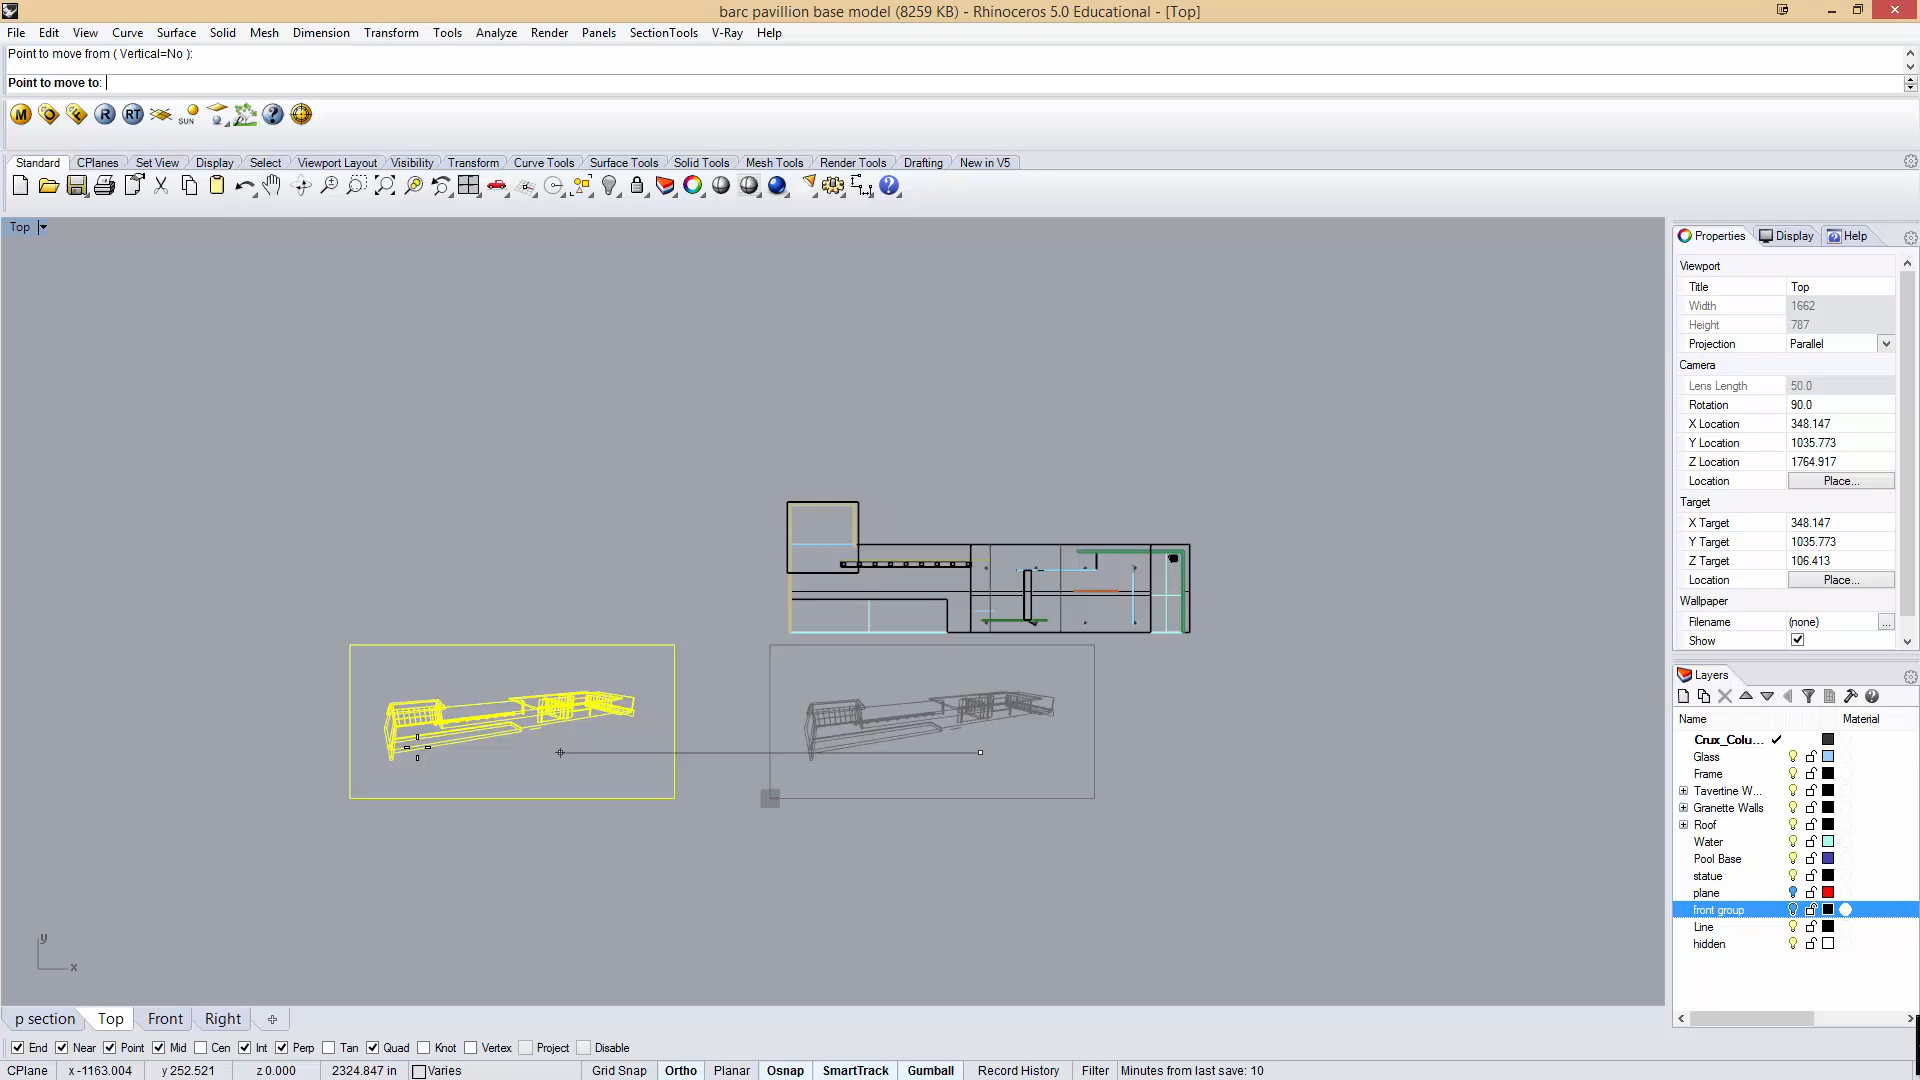 barc pavillion base model (8259 KB) - Rhinoceros 5.0 Educational - [Top]
File Edit View Curve Surface Solid Mesh Dimension Transform Tools Analyze Render Panels SectionTools V-Ray Help
Point to move from ( Vertical=No ):
Point to move to:
M O F R RT SUN ?
Standard CPlanes Set View Display Select Viewport Layout Visibility Transform Curve Tools Surface Tools Solid Tools Mesh Tools Render Tools Drafting New in V5
Top
Properties Display Help
Viewport
Title Top
Width 1662
Height 787
Projection Parallel
Camera
Lens Length 50.0
Rotation 90.0
X Location 348.147
Y Location 1035.773
Z Location 1764.917
Location Place...
Target
X Target 348.147
Y Target 1035.773
Z Target 106.413
Location Place...
Wallpaper
Filename (none) ...
Show
Layers
Name Material
Crux_Colu...
Glass
Frame
Tavertine W...
Granette Walls
Roof
Water
Pool Base
statue
plane
front group
Line
hidden
y
x
p section Top Front Right
End Near Point Mid Cen Int Perp Tan Quad Knot Vertex Project Disable
CPlane x -1163.004 y 252.521 z 0.000 2324.847 in Varies Grid Snap Ortho Planar Osnap SmartTrack Gumball Record History Filter Minutes from last save: 10